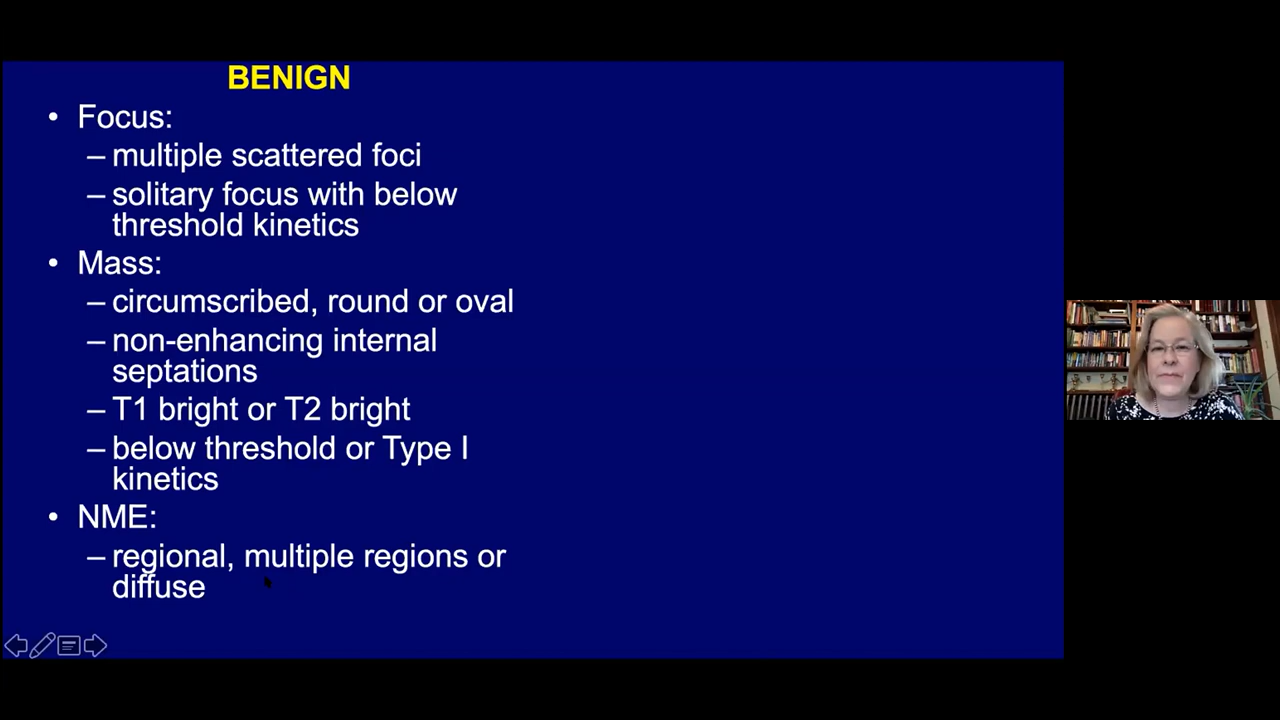 BENIGN
• Focus:
– multiple scattered foci
– solitary focus with below
threshold kinetics
• Mass:
– circumscribed, round or oval
– non-enhancing internal
septations
– T1 bright or T2 bright
– below threshold or Type I
kinetics
• NME:
– regional, multiple regions or
diffuse